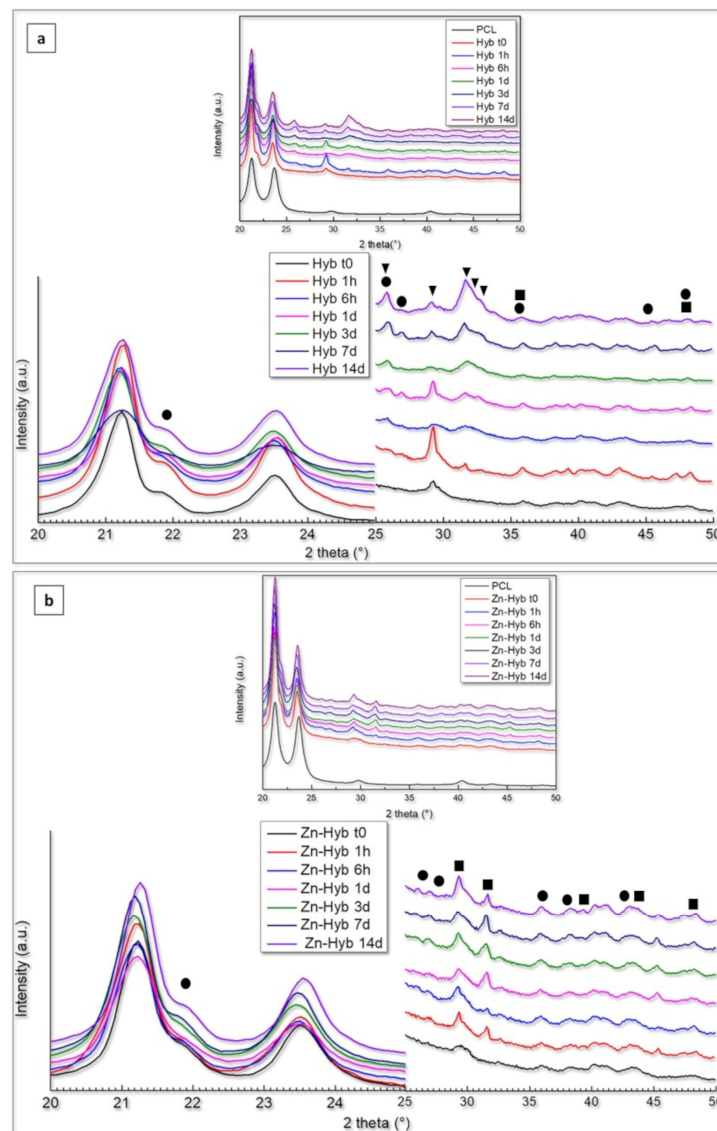 a
PCL
Hyb t0
Hyb 1h
Hyb 6h
Hyb 1d
Hyb 3d
Hyb 7d
Hyb 14d
Intensity (a.u.)
20 25 30 35 40 45 50
2 theta(°)
Hyb t0
Hyb 1h
Hyb 6h
Hyb 1d
Hyb 3d
Hyb 7d
Hyb 14d
Intensity (a.u.)
20 21 22 23 24 25 30 35 40 45 50
2 theta (°)
b
PCL
Zn-Hyb t0
Zn-Hyb 1h
Zn-Hyb 6h
Zn-Hyb 1d
Zn-Hyb 3d
Zn-Hyb 7d
Zn-Hyb 14d
Intensity (a.u.)
20 25 30 35 40 45 50
2 theta (°)
Zn-Hyb t0
Zn-Hyb 1h
Zn-Hyb 6h
Zn-Hyb 1d
Zn-Hyb 3d
Zn-Hyb 7d
Zn-Hyb 14d
Intensity (a.u.)
20 21 22 23 24 25 30 35 40 45 50
2 theta (°)